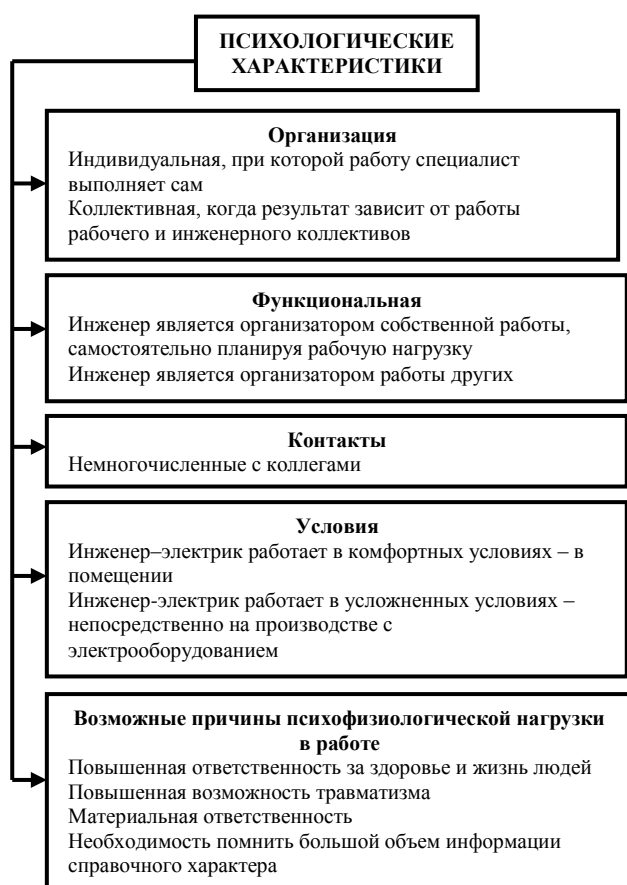 ПСИХОЛОГИЧЕСКИЕ
ХАРАКТЕРИСТИКИ
Организация
Индивидуальная, при которой работу специалист
выполняет сам
Коллективная, когда результат зависит от работы
рабочего и инженерного коллективов
Функциональная
Инженер является организатором собственной работы,
самостоятельно планируя рабочую нагрузку
Инженер является организатором работы других
Контакты
Немногочисленные с коллегами
Условия
Инженер–электрик работает в комфортных условиях – в
помещении
Инженер-электрик работает в усложненных условиях –
непосредственно на производстве с
электрооборудованием
Возможные причины психофизиологической нагрузки
в работе
Повышенная ответственность за здоровье и жизнь людей
Повышенная возможность травматизма
Материальная ответственность
Необходимость помнить большой объем информации
справочного характера